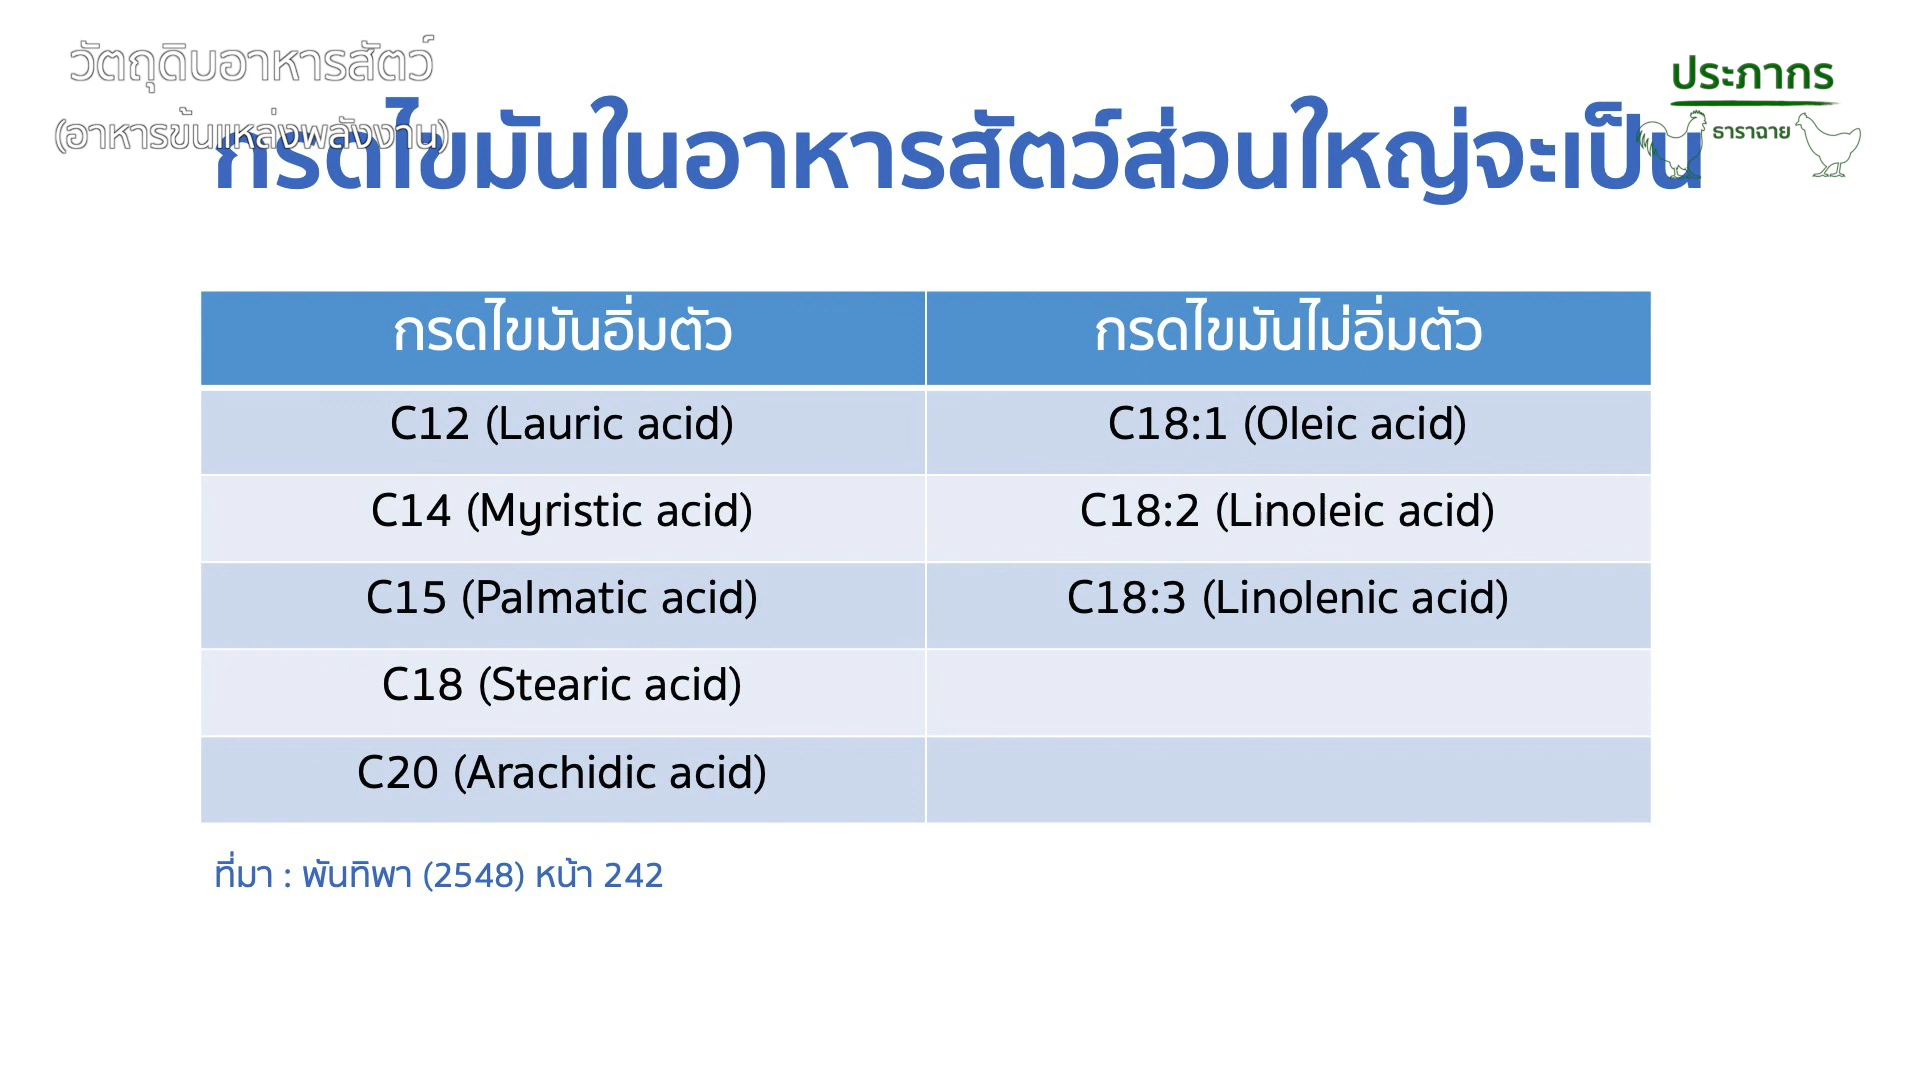 วัตถุดิบอาหารสัตว์
(อาหารข้นแหล่งพลังงาน)
ประภากร
ธาราฉาย
กรดไขมันในอาหารสัตว์ส่วนใหญ่จะเป็น
กรดไขมันอิ่มตัว กรดไขมันไม่อิ่มตัว
C12 (Lauric acid) C18:1 (Oleic acid)
C14 (Myristic acid) C18:2 (Linoleic acid)
C15 (Palmatic acid) C18:3 (Linolenic acid)
C18 (Stearic acid)
C20 (Arachidic acid)
ที่มา : พันทิพา (2548) หน้า 242